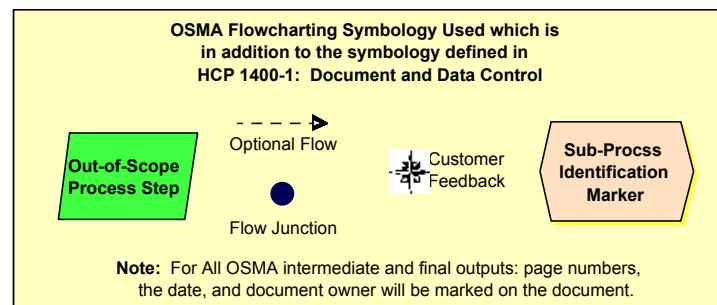 OSMA Flowcharting Symbology Used which is
in addition to the symbology defined in
HCP 1400-1: Document and Data Control
Out-of-Scope
Process Step
Optional Flow
Flow Junction
Customer
Feedback
Sub-Procss
Identification
Marker
Note: For All OSMA intermediate and final outputs: page numbers,
the date, and document owner will be marked on the document.